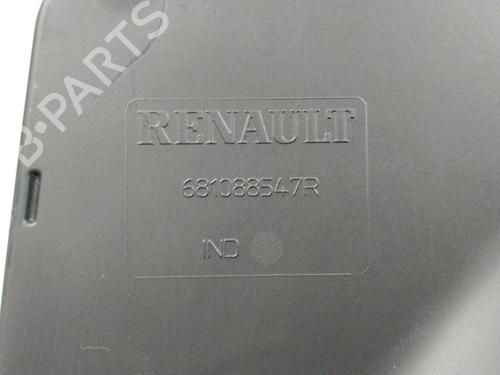 B-PARTS
RENAULT
681088547R
IND